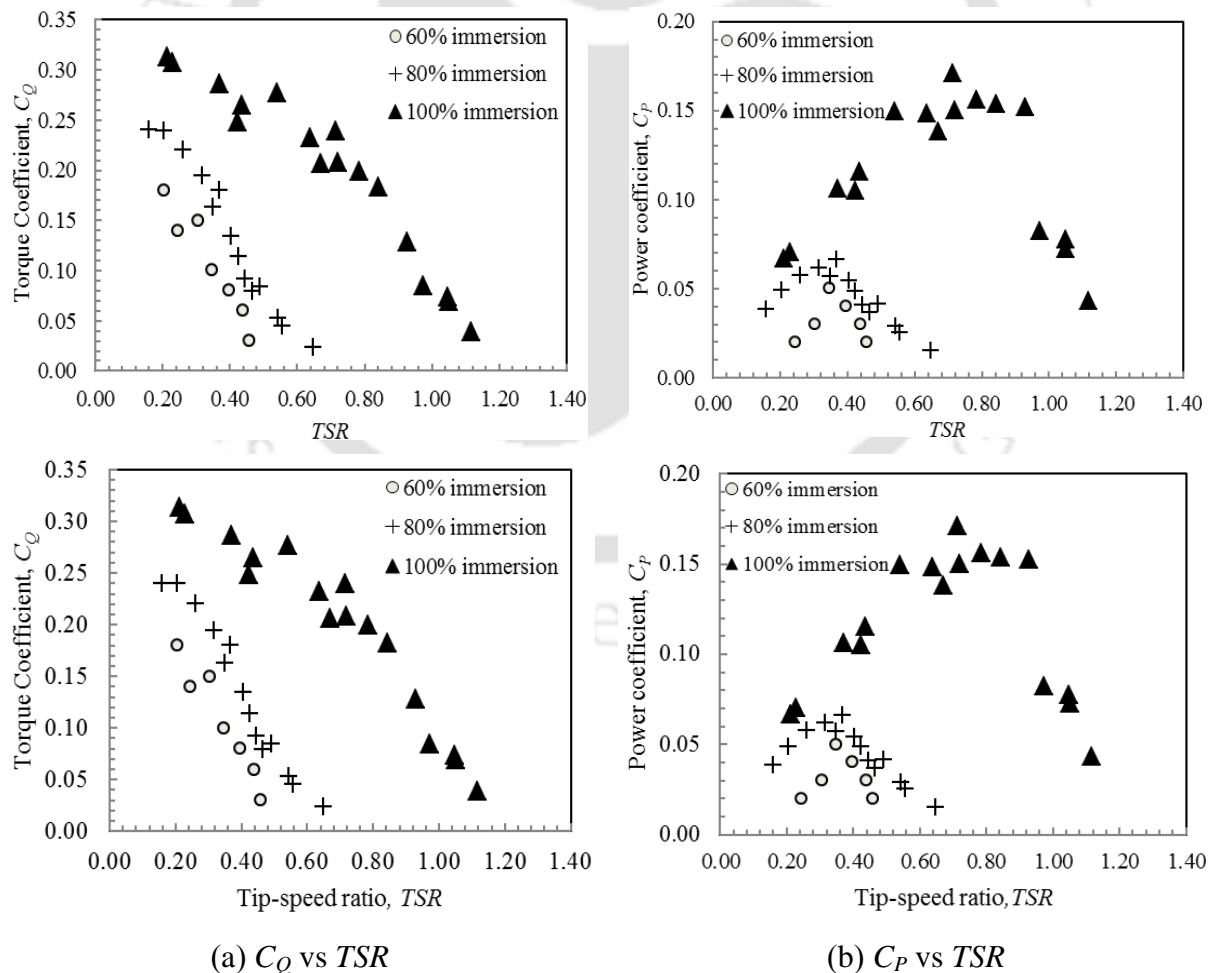 0.35
0.30
0.25
0.20
0.15
0.10
0.05
0.00
Torque Coefficient, C_Q
60% immersion
80% immersion
100% immersion
0.00 0.20 0.40 0.60 0.80 1.00 1.20 1.40
TSR
0.20
0.15
0.10
0.05
0.00
Power coefficient, C_P
60% immersion
80% immersion
100% immersion
0.00 0.20 0.40 0.60 0.80 1.00 1.20 1.40
TSR
0.35
0.30
0.25
0.20
0.15
0.10
0.05
0.00
Torque Coefficient, C_Q
60% immersion
80% immersion
100% immersion
0.00 0.20 0.40 0.60 0.80 1.00 1.20 1.40
Tip-speed ratio, TSR
0.20
0.15
0.10
0.05
0.00
Power coefficient, C_P
60% immersion
80% immersion
100% immersion
0.00 0.20 0.40 0.60 0.80 1.00 1.20 1.40
Tip-speed ratio,TSR
(a) C_Q vs TSR
(b) C_P vs TSR